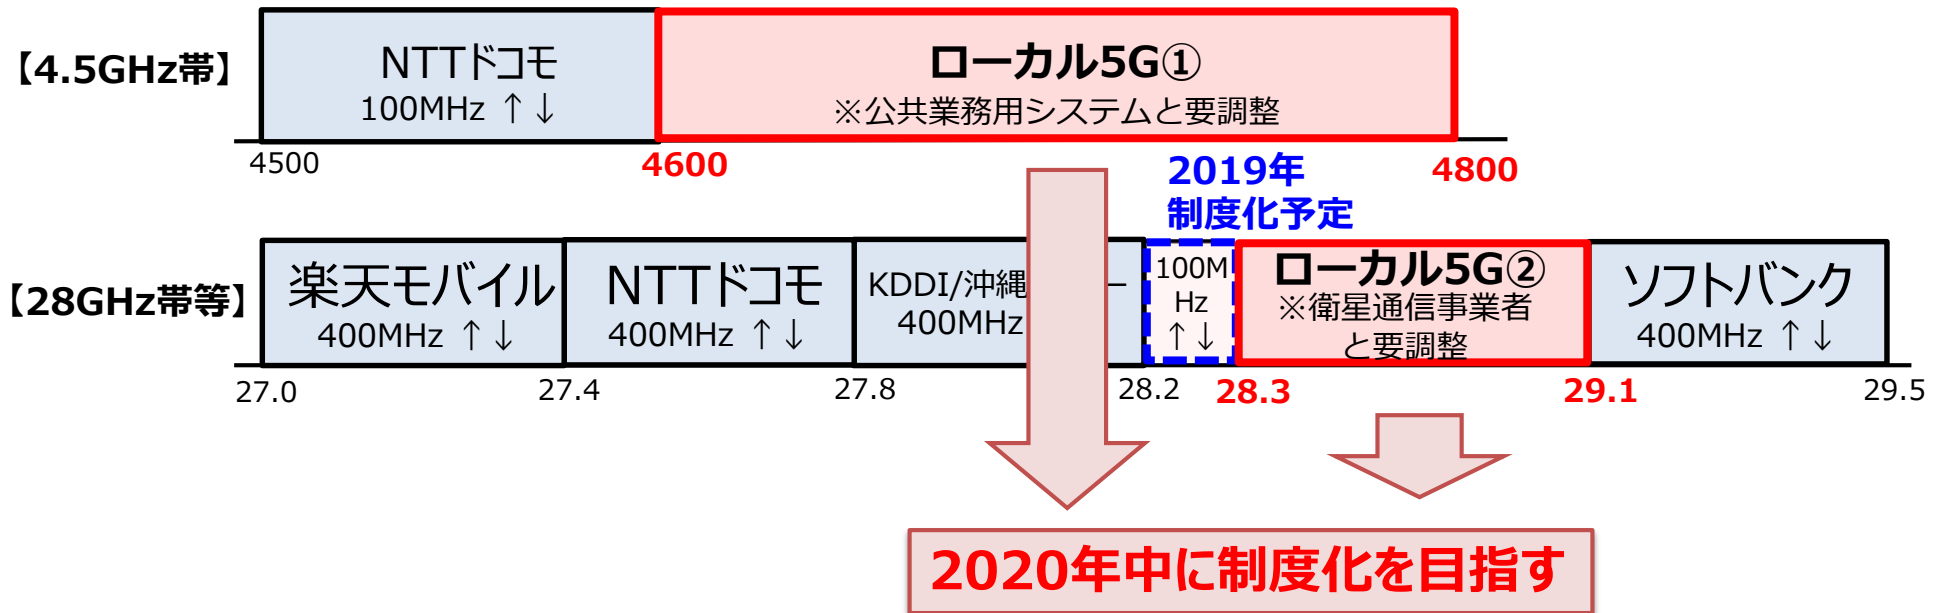 【4.5GHz帯】
NTTドコモ
100MHz ↑↓
ローカル5G①
※公共業務用システムと要調整
4500
4600
4800
2019年
制度化予定
【28GHz帯等】
楽天モバイル
400MHz ↑↓
NTTドコモ
400MHz ↑↓
KDDI/沖縄
400MHz
100M
Hz
↑↓
ローカル5G②
※衛星通信事業者
と要調整
ソフトバンク
400MHz ↑↓
27.0
27.4
27.8
28.2
28.3
29.1
29.5
2020年中に制度化を目指す